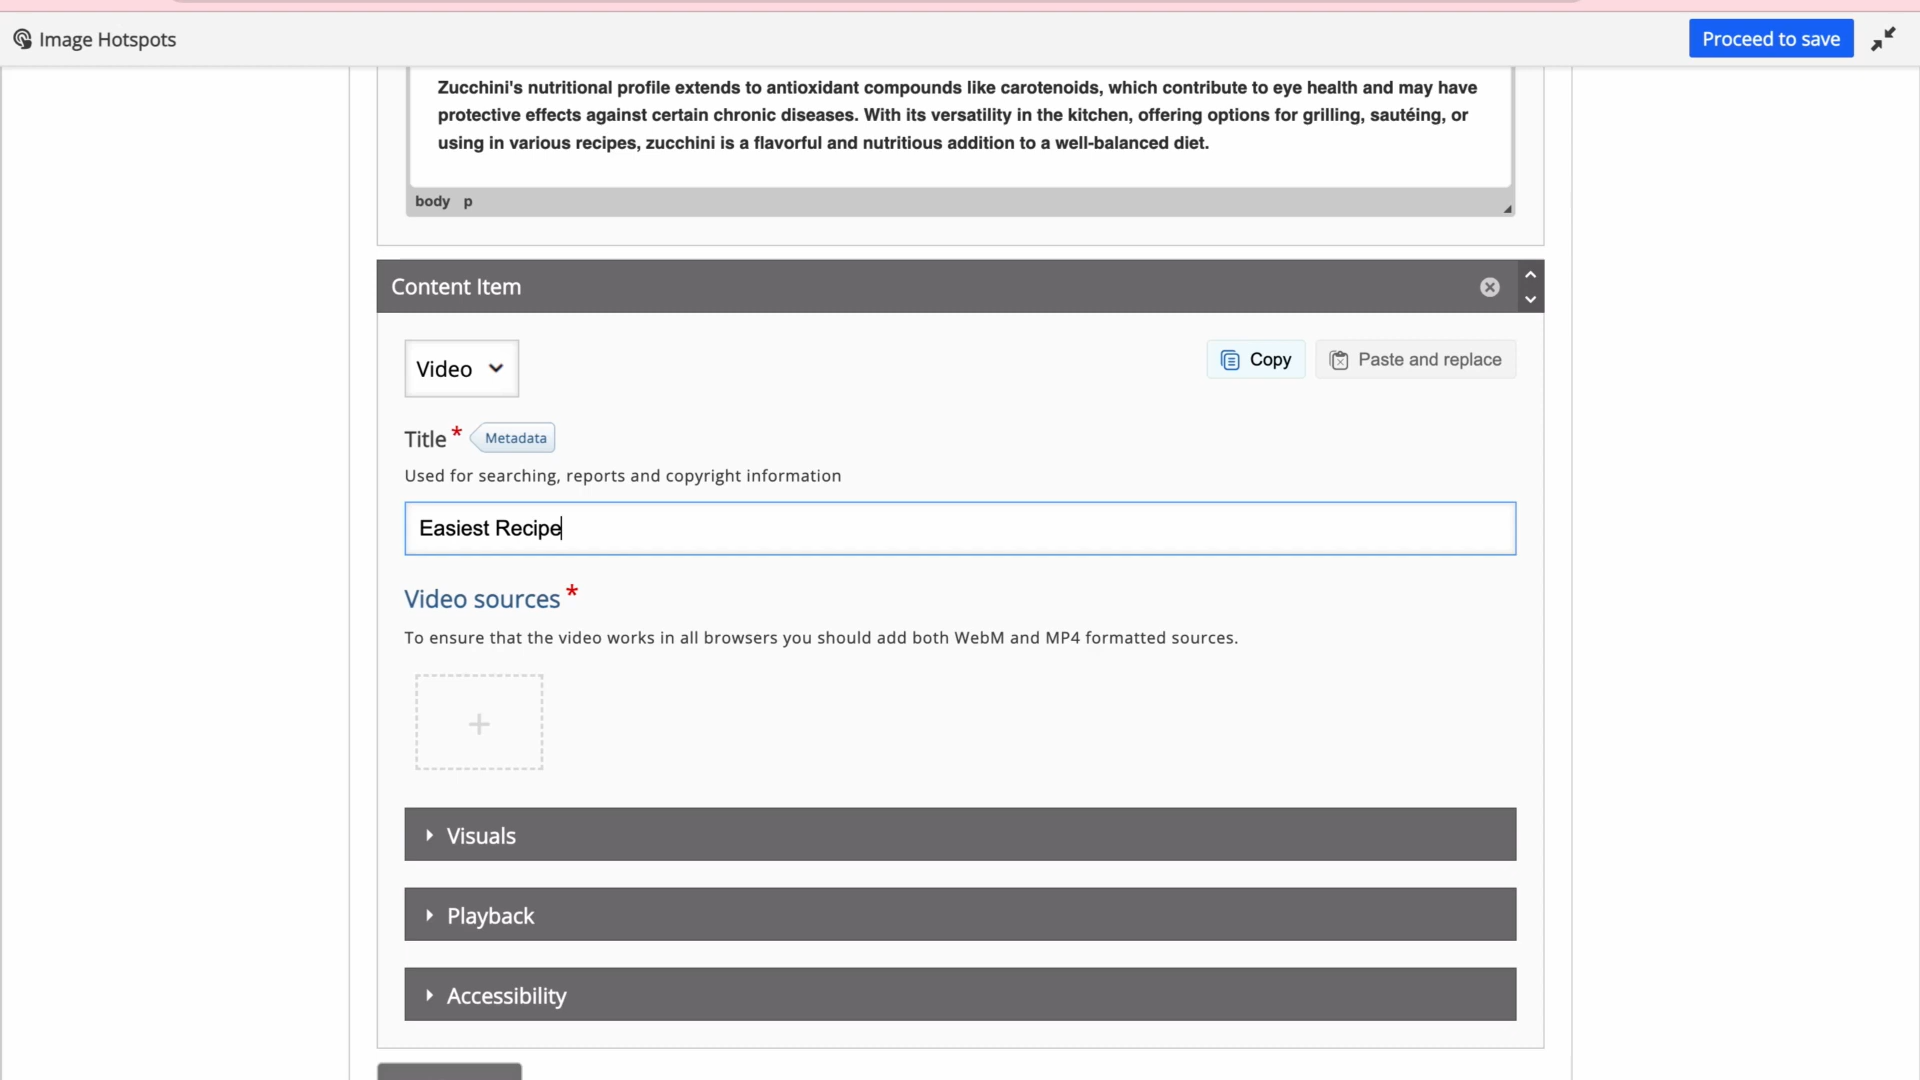 Image Hotspots
Proceed to save
Zucchini's nutritional profile extends to antioxidant compounds like carotenoids, which contribute to eye health and may have
protective effects against certain chronic diseases. With its versatility in the kitchen, offering options for grilling, sautéing, or
using in various recipes, zucchini is a flavorful and nutritious addition to a well-balanced diet.
body p
Content Item
Video
Copy
Paste and replace
Title * Metadata
Used for searching, reports and copyright information
Easiest Recipe
Video sources *
To ensure that the video works in all browsers you should add both WebM and MP4 formatted sources.
+
Visuals
Playback
Accessibility